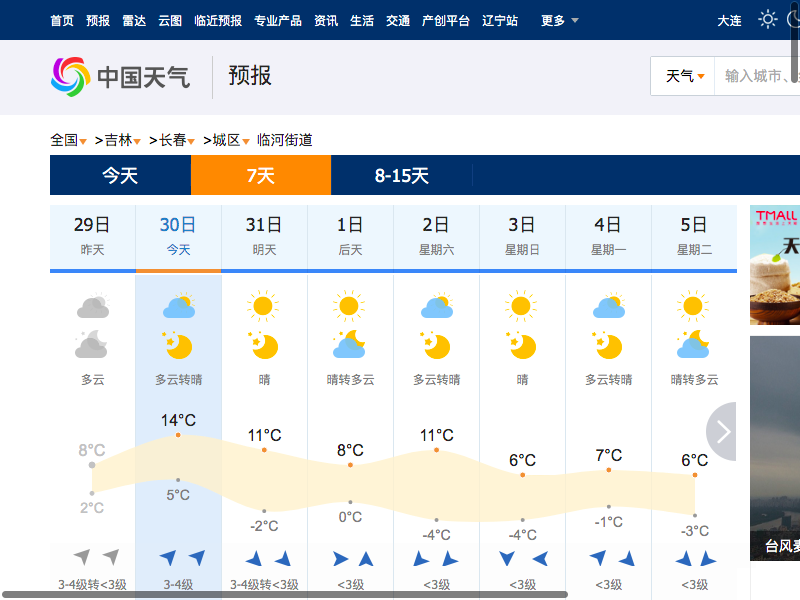 首页 预报 雷达 云图 临近预报 专业产品 资讯 生活 交通 产创平台 辽宁站 更多 大连
中国天气 预报 天气 输入城市、
全国 >吉林 >长春 >城区 临河街道
今天 7天 8-15天
29日 30日 31日 1日 2日 3日 4日 5日
昨天 今天 明天 后天 星期六 星期日 星期一 星期二
TMALL
天
多云 多云转晴 晴 晴转多云 多云转晴 晴 多云转晴 晴转多云
8°C 14°C 11°C 8°C 11°C 6°C 7°C 6°C
2°C 5°C -2°C 0°C -4°C -4°C -1°C -3°C
台风
3-4级转<3级 3-4级 3-4级转<3级 <3级 <3级 <3级 <3级 <3级